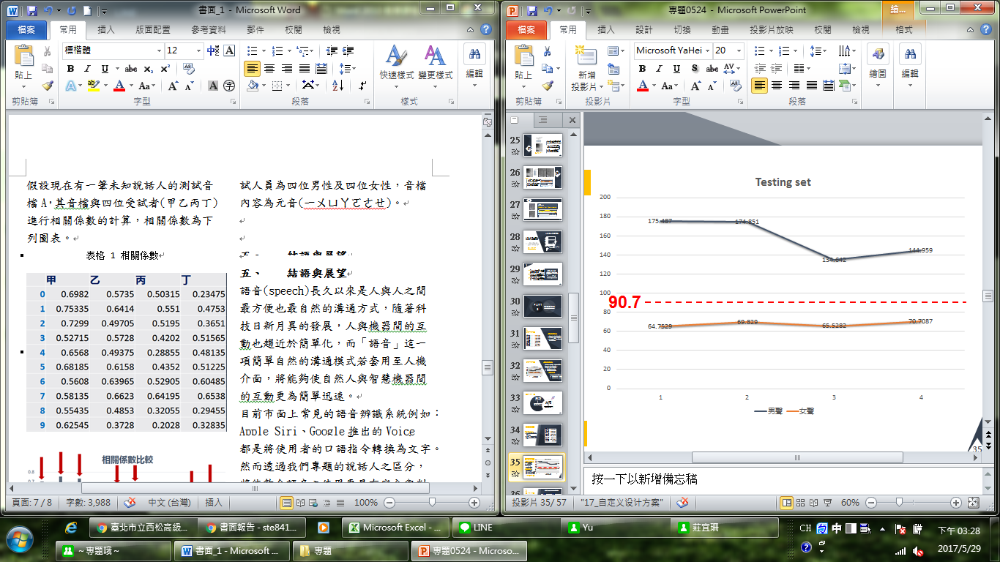 書面_1 - Microsoft Word
檔案 常用 插入 版面配置 參考資料 郵件 校閱 檢視
貼上
標楷體 12
快速樣式 變更樣式 編輯
剪貼簿 字型 段落 樣式
假設現在有一筆未知說話人的測試音
檔 A，其音檔與四位受試者(甲乙丙丁)
進行相關係數的計算，相關係數為下
列圖表。
表格 1 相關係數
甲 乙 丙 丁
0 0.6982 0.5735 0.50315 0.23475
1 0.75335 0.6414 0.551 0.4753
2 0.7299 0.49705 0.5195 0.3651
3 0.52715 0.5728 0.4202 0.51565
4 0.6568 0.49375 0.28855 0.48135
5 0.68185 0.6158 0.4352 0.51225
6 0.5608 0.63965 0.52905 0.60485
7 0.58135 0.6623 0.64195 0.6538
8 0.55435 0.4853 0.32055 0.29455
9 0.62545 0.3728 0.2028 0.32835
相關係數比較
0.8
試人員為四位男性及四位女性，音檔
內容為元音(ㄧㄨㄩㄚㄛㄜㄝ)。
五、 結語與展望
語音(speech)長久以來是人與人之間
最方便也最自然的溝通方式，隨著科
技日新月異的發展，人與機器間的互
動也趨近於簡單化，而「語音」這一
項簡單自然的溝通模式若套用至人機
介面，將能夠使自然人與智慧機器間
的互動更為簡單迅速。
目前市面上常見的語音辨識系統例如：
Apple Siri、Google 推出的 Voice
都是將使用者的口語指令轉換為文字。
然而透過我們專題的說話人之區分，
頁面: 7 / 8 字數: 3,988 中文 (台灣) 插入 100%
專題0524 - Microsoft PowerPoint
繪...
檔案 常用 插入 設計 切換 動畫 投影片放映 校閱 檢視 格式
貼上
新增
投影片
Microsoft YaHei 20
繪圖 編輯
剪貼簿 投影片 字型 段落
25
26
27
28
29
30
31
32
33
34
35
36
Testing set
200
180
160
140
120
100
80
60
40
20
0
175.487 174.851 134.642 144.959
90.7
64.7529 69.829 65.5282 70.7087
1 2 3 4
男聲 女聲
35
按一下以新增備忘稿
投影片 35/ 57 "17_自定义设计方案" 60%
臺北市立西松高級... 書面報告 - ste841... Microsoft Excel - ... LINE Yu 莊宜珊
~專題哦~ 書面_1 - Microsoft ... 專題 專題0524 - Microso...
CH 中
下午 03:28
2017/5/29